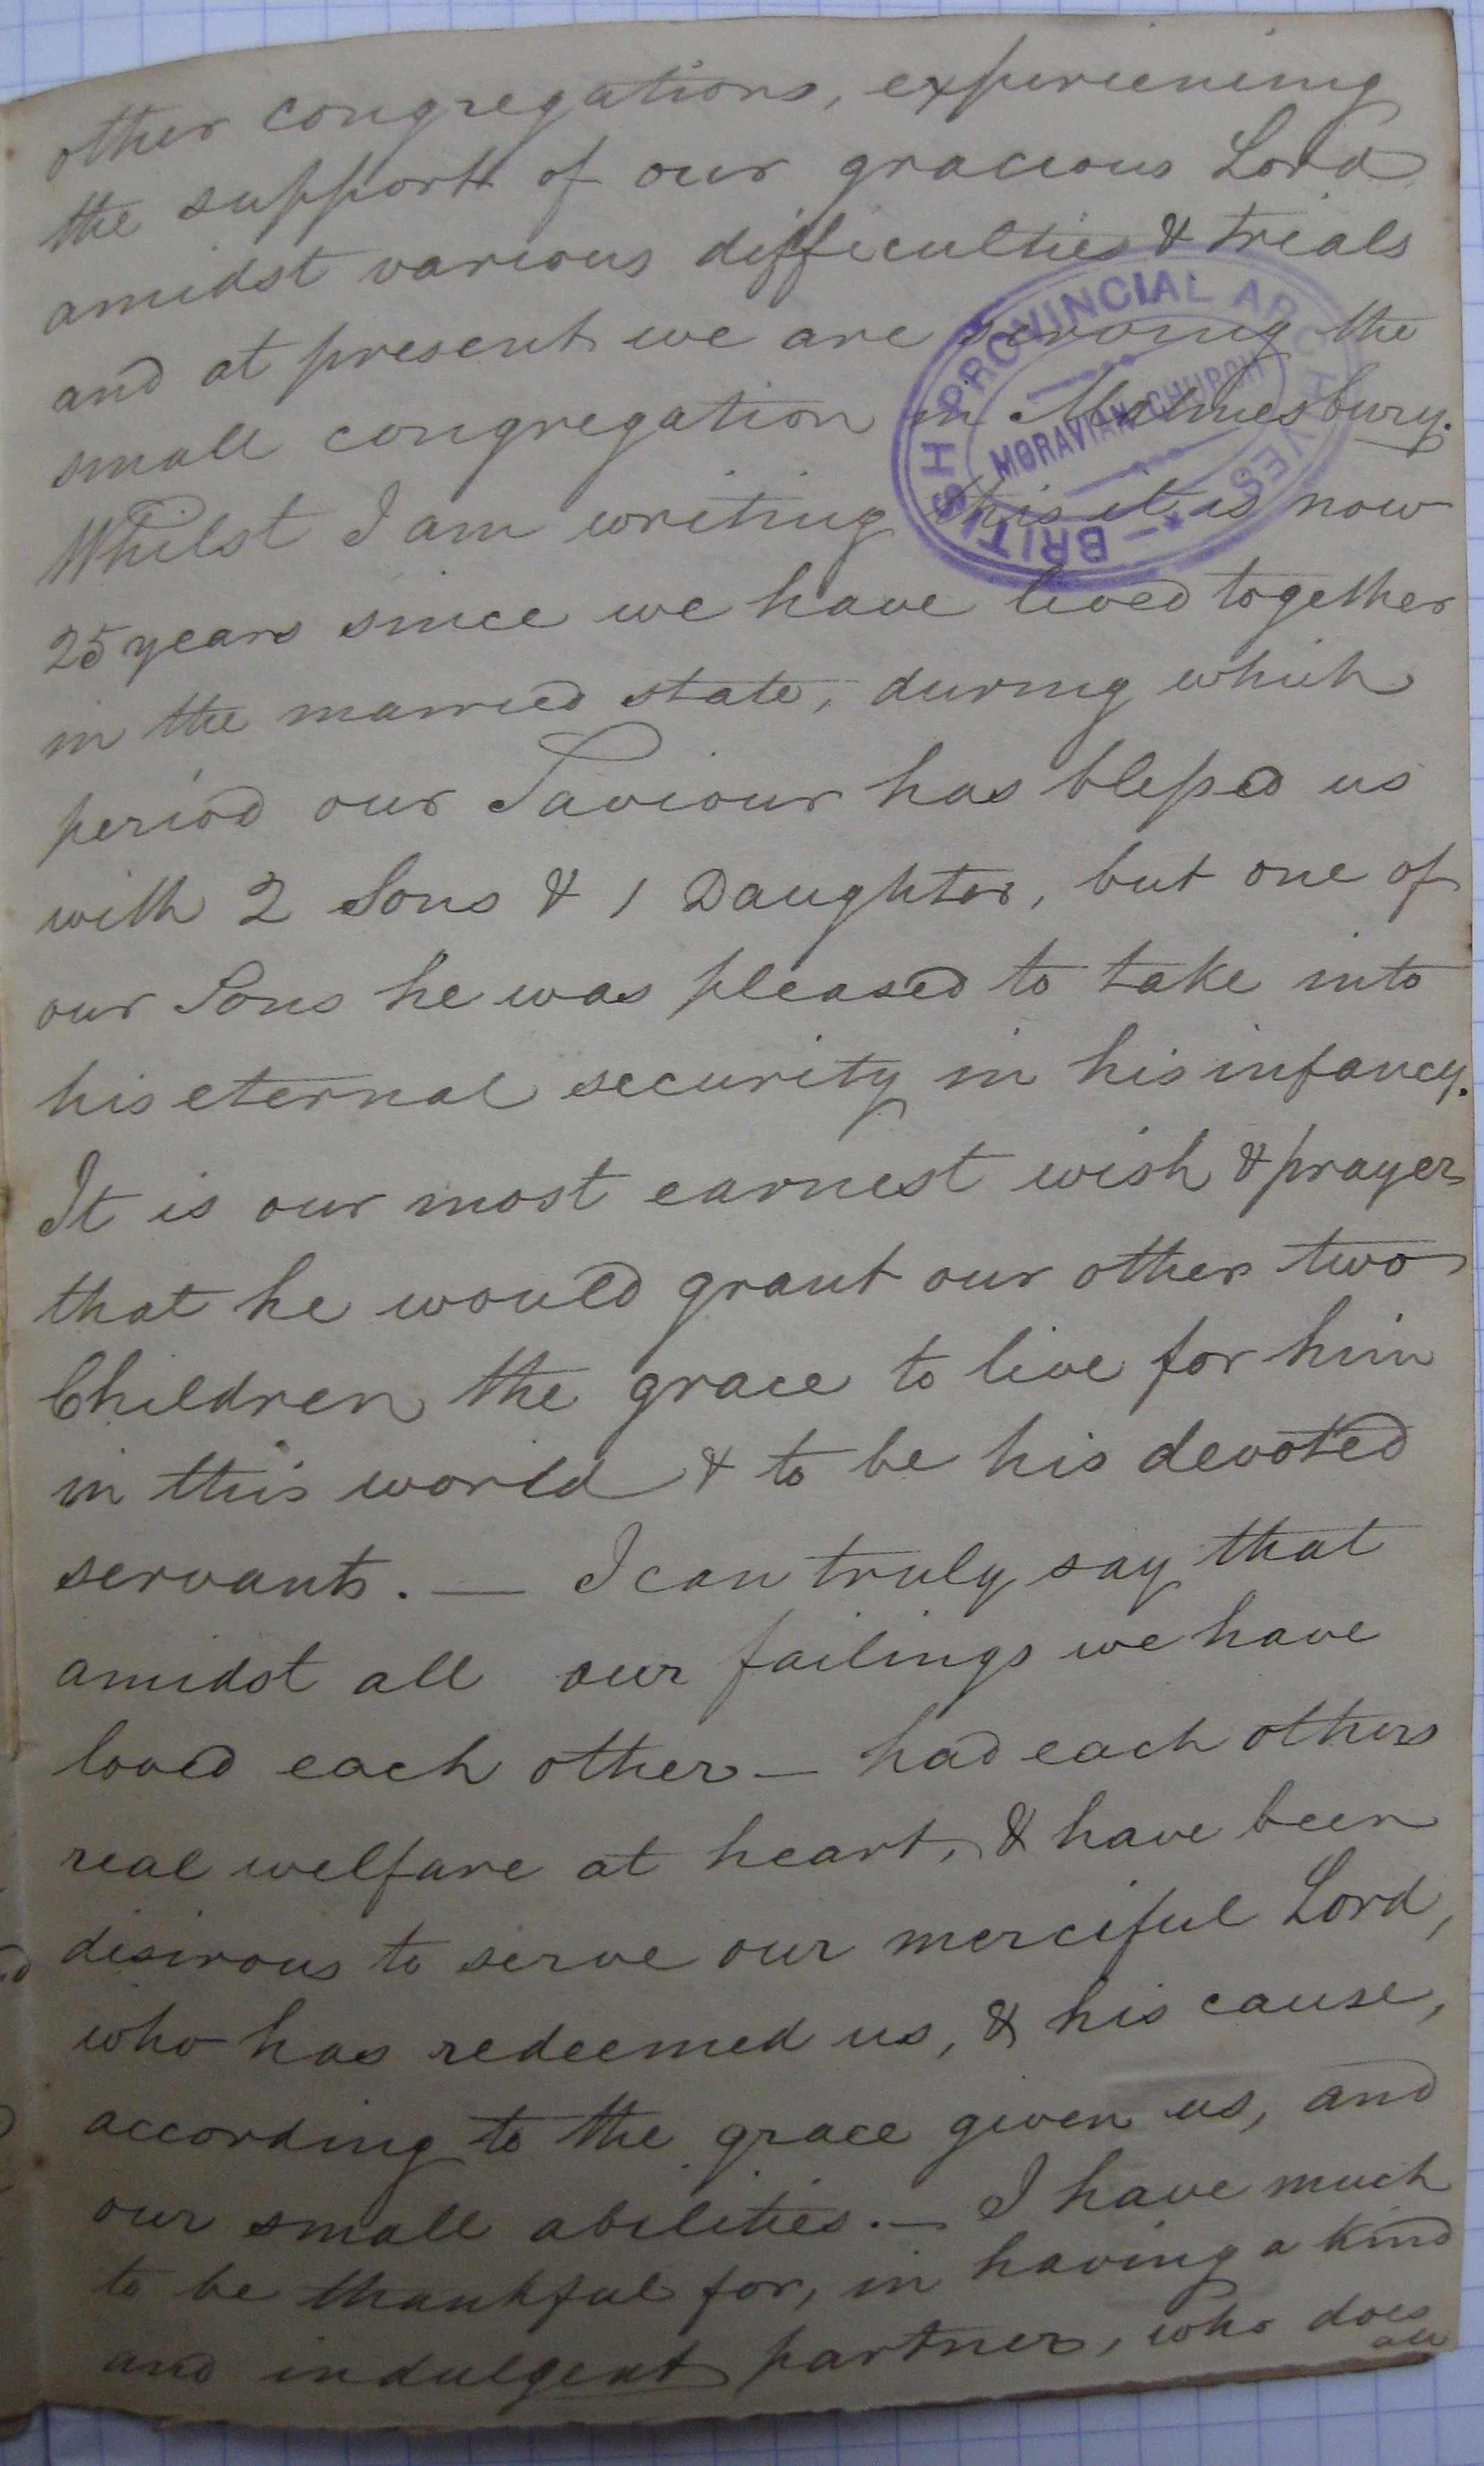 other congregations, experiencing
the support of our gracious Lord
amidst various difficulties & trials
and at present we are serving the
small congregation in Malmesbury.
Whilst I am writing this it is now
25 years since we have lived together
in the married state, during which
period our Saviour has blessed us
with 2 Sons & 1 Daughter, but one of
our Sons he was pleased to take into
his eternal security in his infancy.
It is our most earnest wish & prayer
that he would grant our other two
Children the grace to live for him
in this world & to be his devoted
servants. — I can truly say that
amidst all our failings we have
loved each other — had each others
real welfare at heart, & have been
desirous to serve our merciful Lord,
who has redeemed us, & his cause,
according to the grace given us, and
our small abilities. — I have much
to be thankful for, in having a kind
and indulgent partner, who does
all
BRITISH PROVINCIAL ARCHIVES
MORAVIAN CHURCH